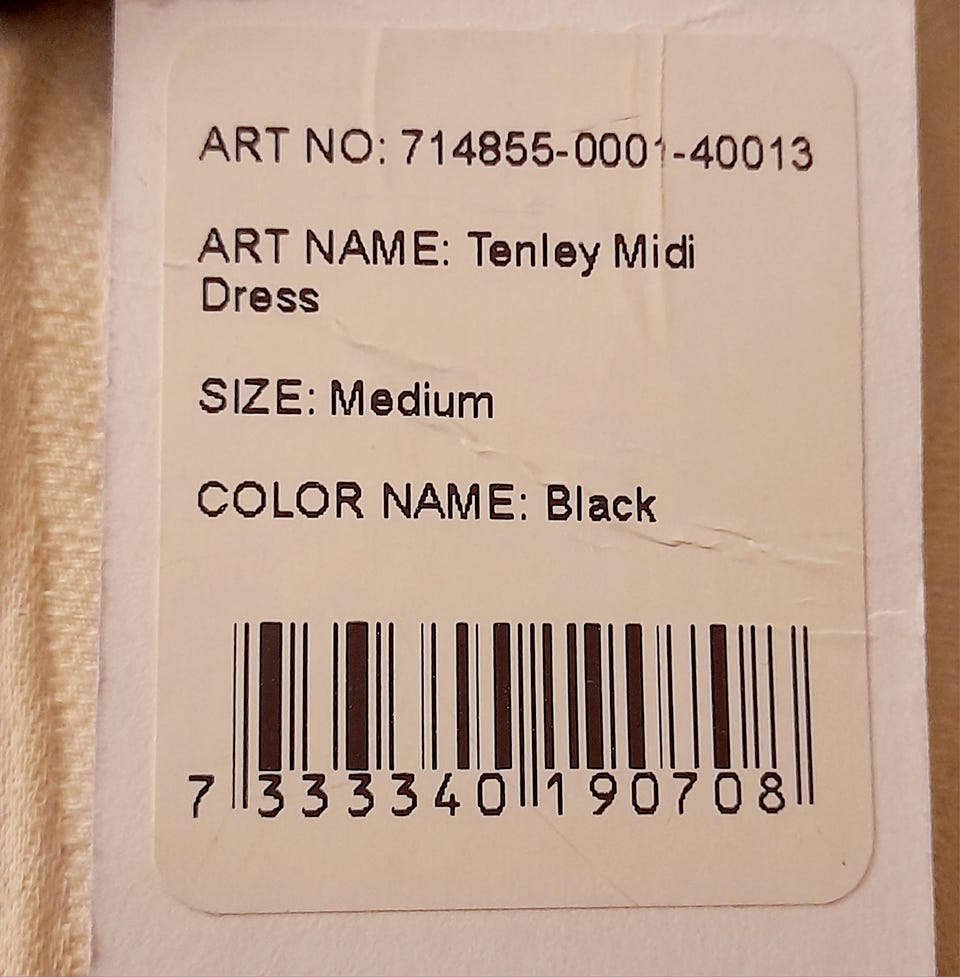 ART NO: 714855-0001-40013
ART NAME: Tenley Midi
Dress
SIZE: Medium
COLOR NAME: Black
7 333340 190708